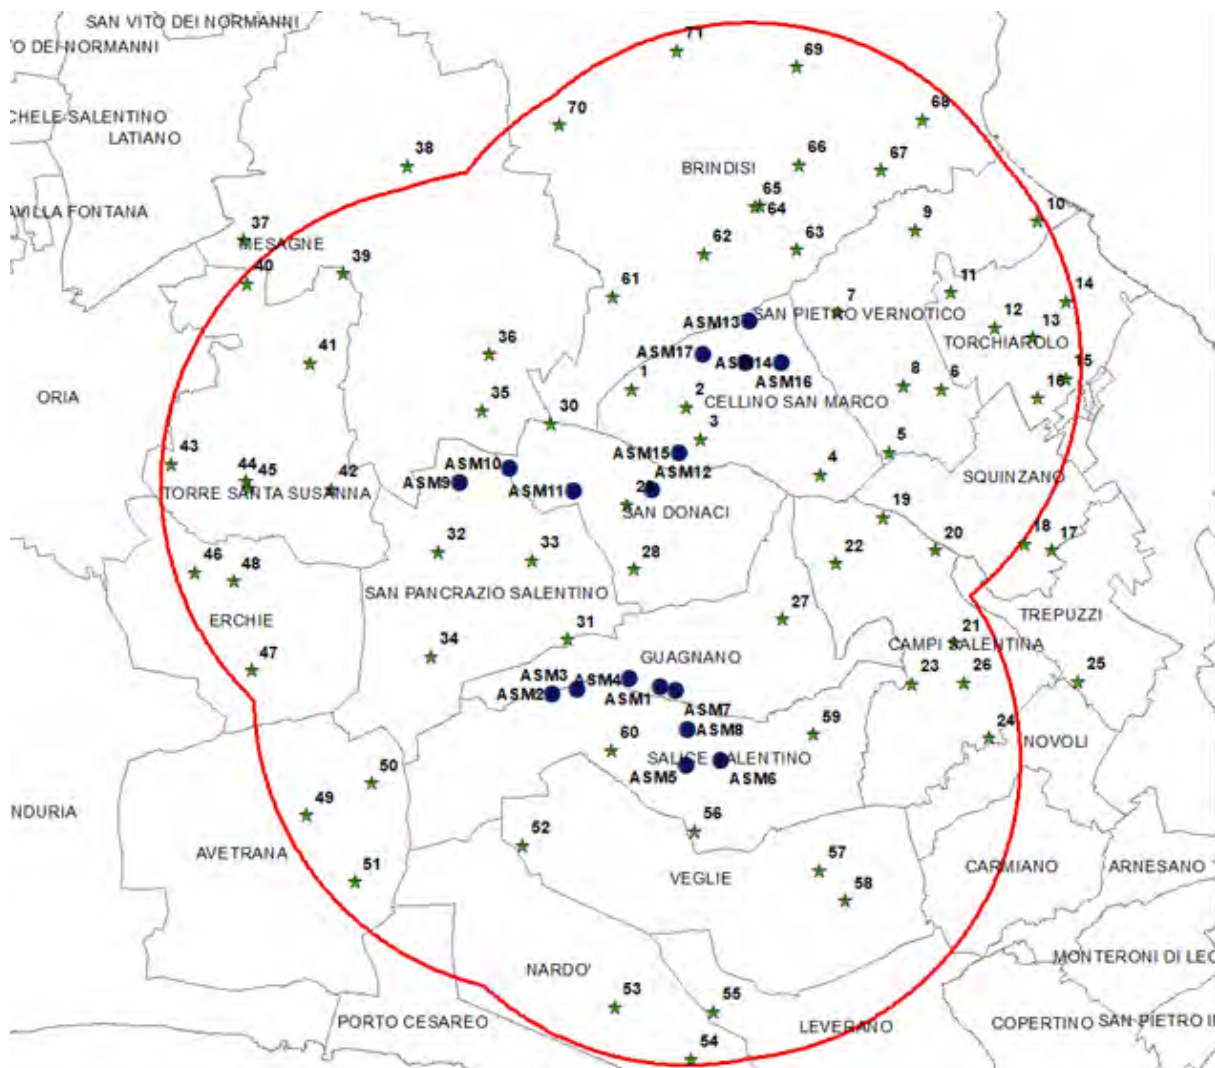 SAN VITO DEI NORMANNI
TO DEI NORMANNI
71
69
CHELE SALENTINO
LATIANO
70
68
38
BRINDISI
66
67
65
64
AVILLA FONTANA
37
MESAGNE
9
10
62
63
39
40
61
11
14
7
SAN PIETRO VERNOTICO
12
13
ASM13
TORCHIAROLO
36
ASM17
41
ASM14
ASM16
15
1
8
6
16
ORIA
35
2
CELLINO SAN MARCO
30
3
5
43
ASM15
4
44
45
42
ASM10
ASM12
SQUINZANO
ASM9
ASM11
TORRE SANTA SUSANNA
29
SAN DONACI
19
18
17
20
46
48
32
33
28
22
SAN PANCRAZIO SALENTINO
ERCHIE
27
TREPUZZI
31
21
CAMPI SALENTINA
34
GUAGNANO
47
ASM3
ASM4
23
26
25
ASM2
ASM1
ASM7
59
24
ASM8
NOVOLI
60
SALICE SALENTINO
ASM5
ASM6
50
49
NDURIA
56
52
AVETRANA
57
51
VEGLIE
58
CARMIANO
ARNESANO
MONTERONI DI LEC
NARDO'
53
55
PORTO CESAREO
LEVERANO
COPERTINO
SAN PIETRO I
54